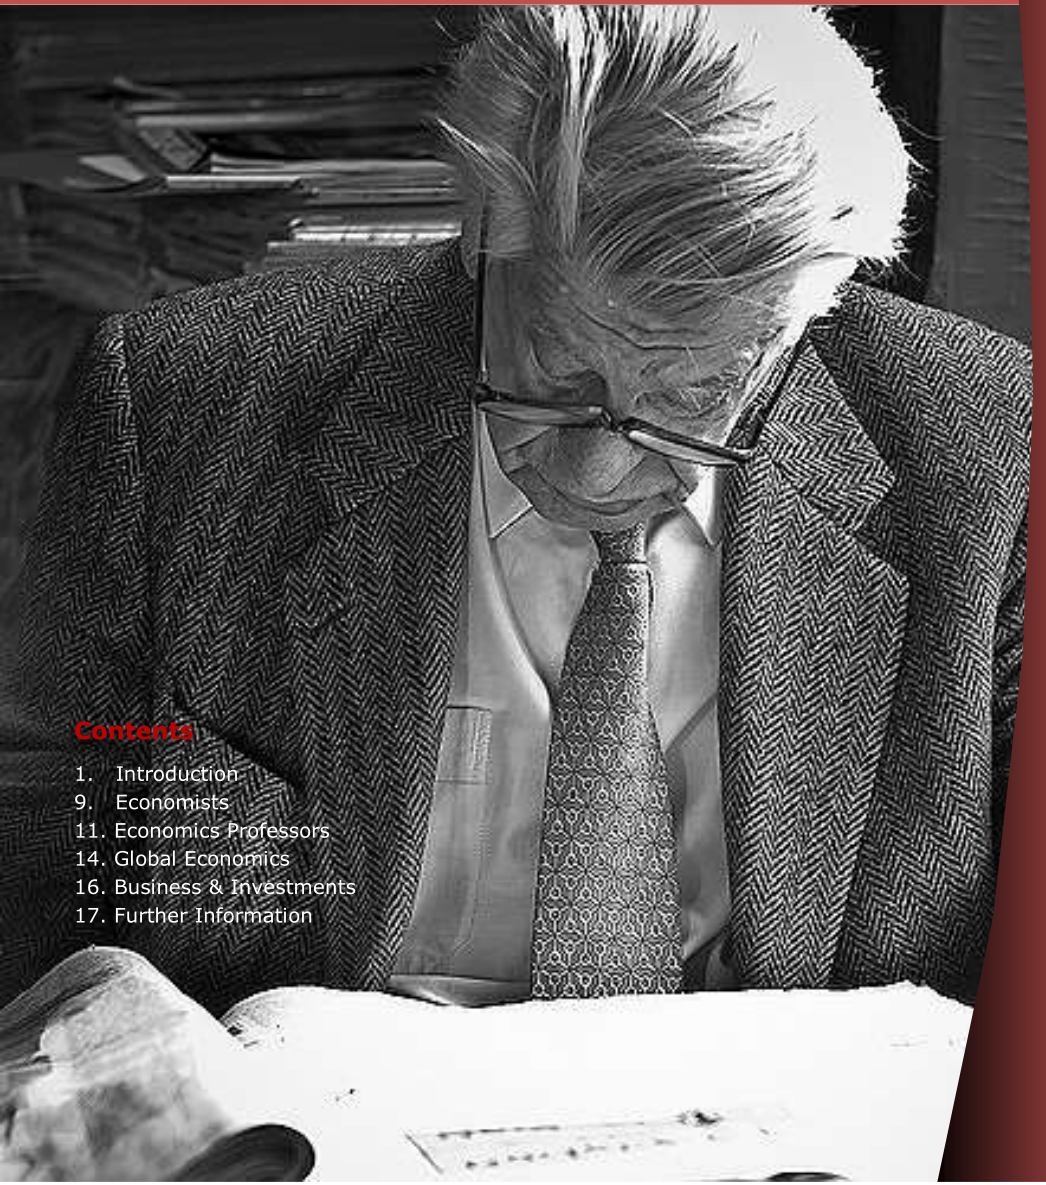 Contents
1. Introduction
9. Economists
11. Economics Professors
14. Global Economics
16. Business & Investments
17. Further Information